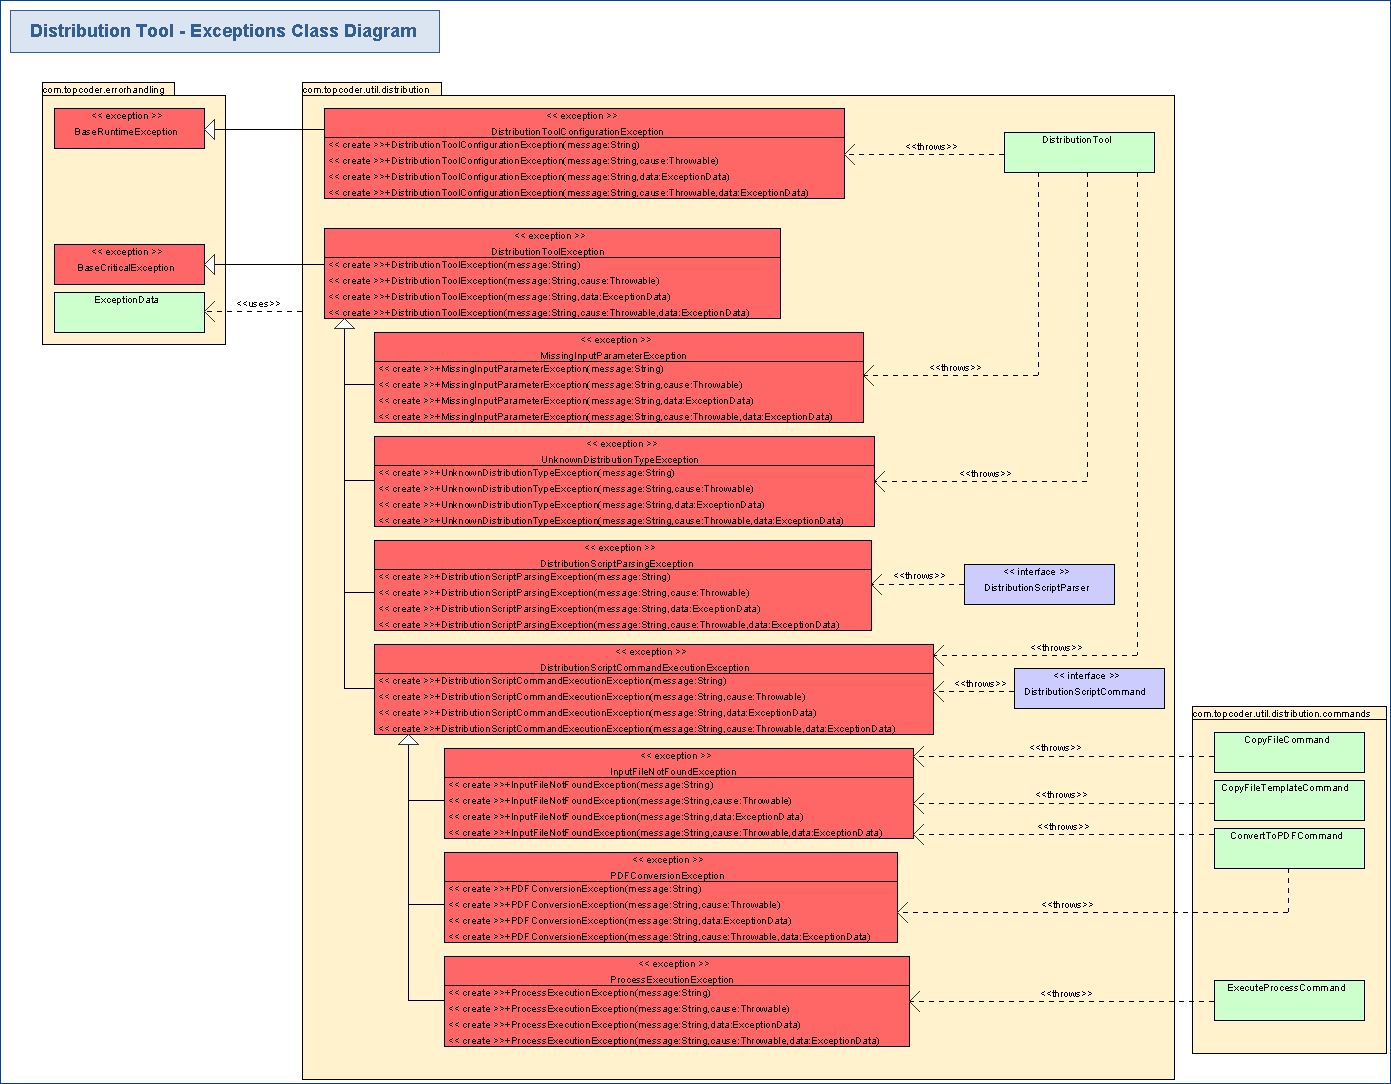 Distribution Tool - Exceptions Class Diagram
com.topcoder.errorhandling
<< exception >>
BaseRuntimeException
<< exception >>
BaseCriticalException
ExceptionData
<<uses>>
com.topcoder.util.distribution
<< exception >>
DistributionToolConfigurationException
<< create >>+DistributionToolConfigurationException(message:String)
<< create >>+DistributionToolConfigurationException(message:String,cause:Throwable)
<< create >>+DistributionToolConfigurationException(message:String,data:ExceptionData)
<< create >>+DistributionToolConfigurationException(message:String,cause:Throwable,data:ExceptionData)
<<throws>>
DistributionTool
<< exception >>
DistributionToolException
<< create >>+DistributionToolException(message:String)
<< create >>+DistributionToolException(message:String,cause:Throwable)
<< create >>+DistributionToolException(message:String,data:ExceptionData)
<< create >>+DistributionToolException(message:String,cause:Throwable,data:ExceptionData)
<< exception >>
MissingInputParameterException
<< create >>+MissingInputParameterException(message:String)
<< create >>+MissingInputParameterException(message:String,cause:Throwable)
<< create >>+MissingInputParameterException(message:String,data:ExceptionData)
<< create >>+MissingInputParameterException(message:String,cause:Throwable,data:ExceptionData)
<<throws>>
<< exception >>
UnknownDistributionTypeException
<< create >>+UnknownDistributionTypeException(message:String)
<< create >>+UnknownDistributionTypeException(message:String,cause:Throwable)
<< create >>+UnknownDistributionTypeException(message:String,data:ExceptionData)
<< create >>+UnknownDistributionTypeException(message:String,cause:Throwable,data:ExceptionData)
<<throws>>
<< exception >>
DistributionScriptParsingException
<< create >>+DistributionScriptParsingException(message:String)
<< create >>+DistributionScriptParsingException(message:String,cause:Throwable)
<< create >>+DistributionScriptParsingException(message:String,data:ExceptionData)
<< create >>+DistributionScriptParsingException(message:String,cause:Throwable,data:ExceptionData)
<<throws>>
<< interface >>
DistributionScriptParser
<< exception >>
DistributionScriptCommandExecutionException
<< create >>+DistributionScriptCommandExecutionException(message:String)
<< create >>+DistributionScriptCommandExecutionException(message:String,cause:Throwable)
<< create >>+DistributionScriptCommandExecutionException(message:String,data:ExceptionData)
<< create >>+DistributionScriptCommandExecutionException(message:String,cause:Throwable,data:ExceptionData)
<<throws>>
<<throws>>
<< interface >>
DistributionScriptCommand
com.topcoder.util.distribution.commands
<< exception >>
InputFileNotFoundException
<< create >>+InputFileNotFoundException(message:String)
<< create >>+InputFileNotFoundException(message:String,cause:Throwable)
<< create >>+InputFileNotFoundException(message:String,data:ExceptionData)
<< create >>+InputFileNotFoundException(message:String,cause:Throwable,data:ExceptionData)
<<throws>>
CopyFileCommand
<<throws>>
CopyFileTemplateCommand
<<throws>>
ConvertToPDFCommand
<< exception >>
PDFConversionException
<< create >>+PDFConversionException(message:String)
<< create >>+PDFConversionException(message:String,cause:Throwable)
<< create >>+PDFConversionException(message:String,data:ExceptionData)
<< create >>+PDFConversionException(message:String,cause:Throwable,data:ExceptionData)
<<throws>>
<< exception >>
ProcessExecutionException
<< create >>+ProcessExecutionException(message:String)
<< create >>+ProcessExecutionException(message:String,cause:Throwable)
<< create >>+ProcessExecutionException(message:String,data:ExceptionData)
<< create >>+ProcessExecutionException(message:String,cause:Throwable,data:ExceptionData)
<<throws>>
ExecuteProcessCommand